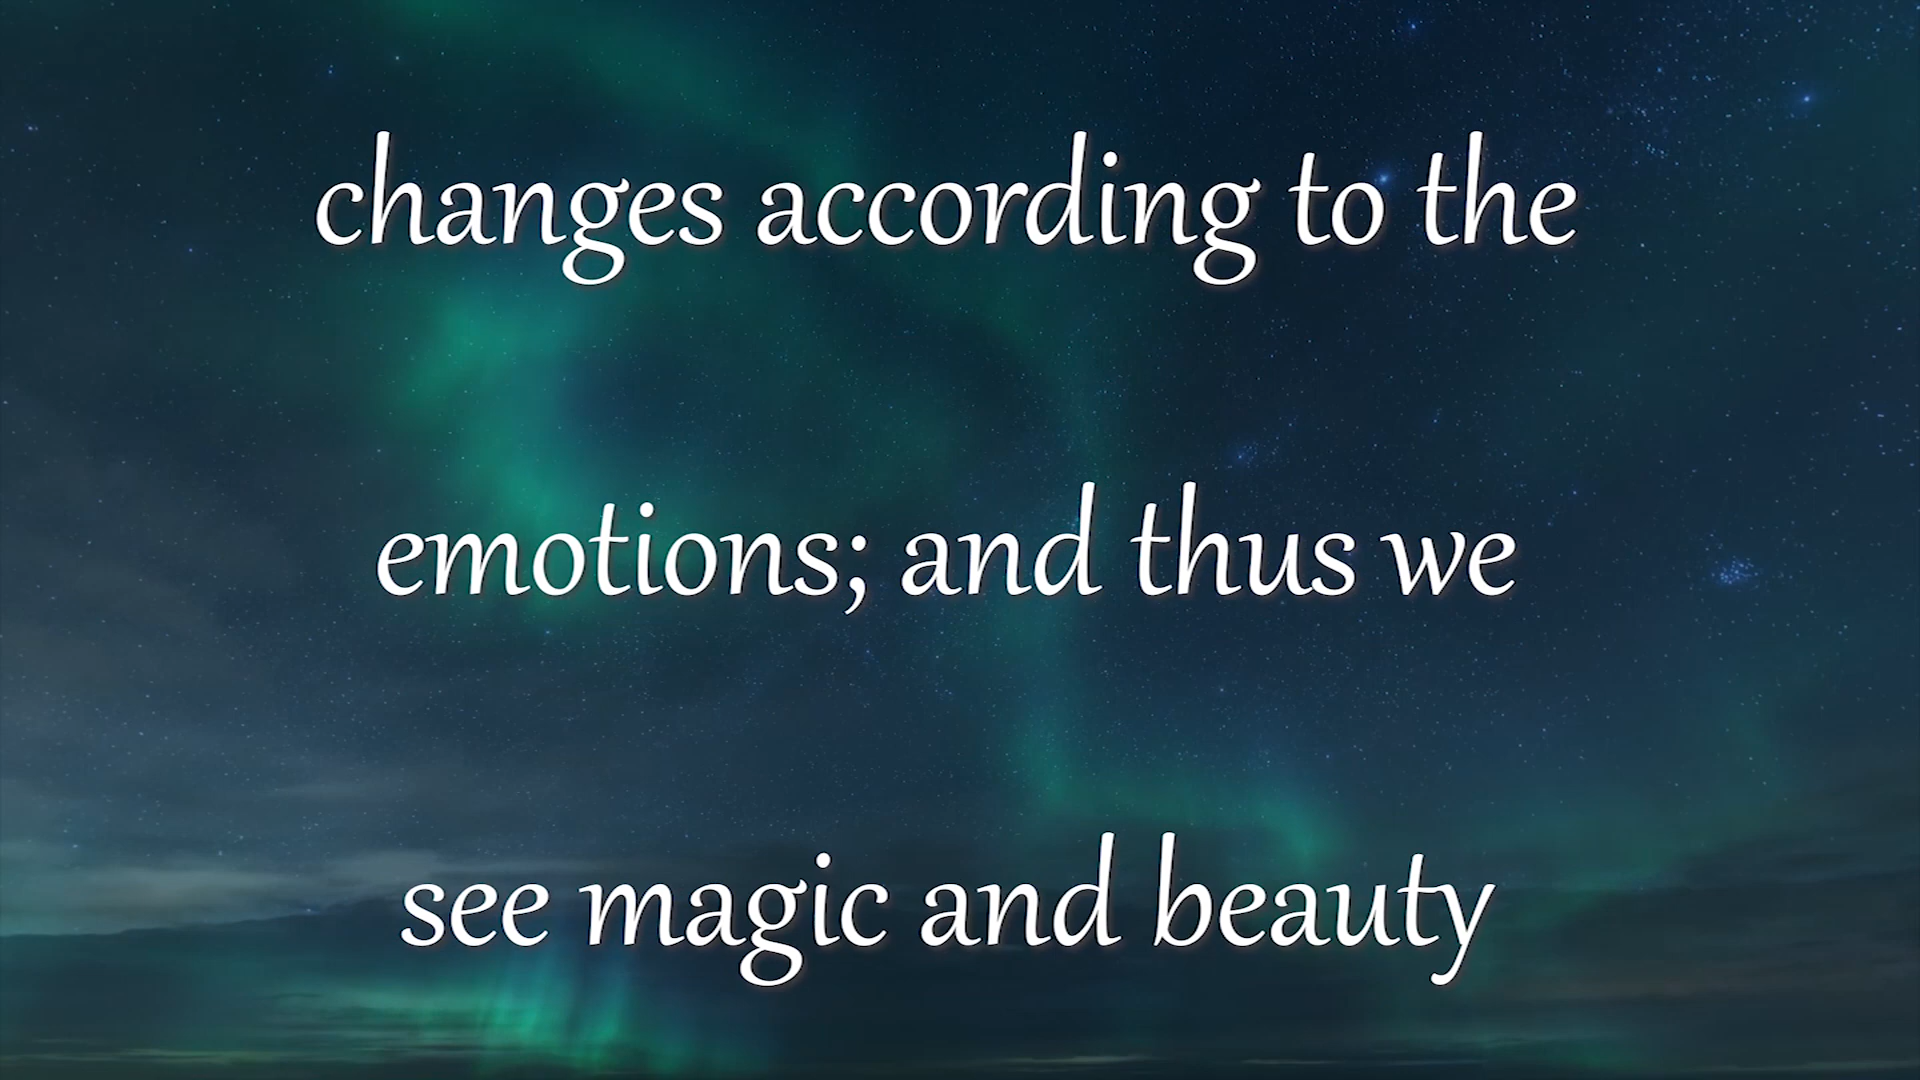 changes according to the
emotions; and thus we
see magic and beauty